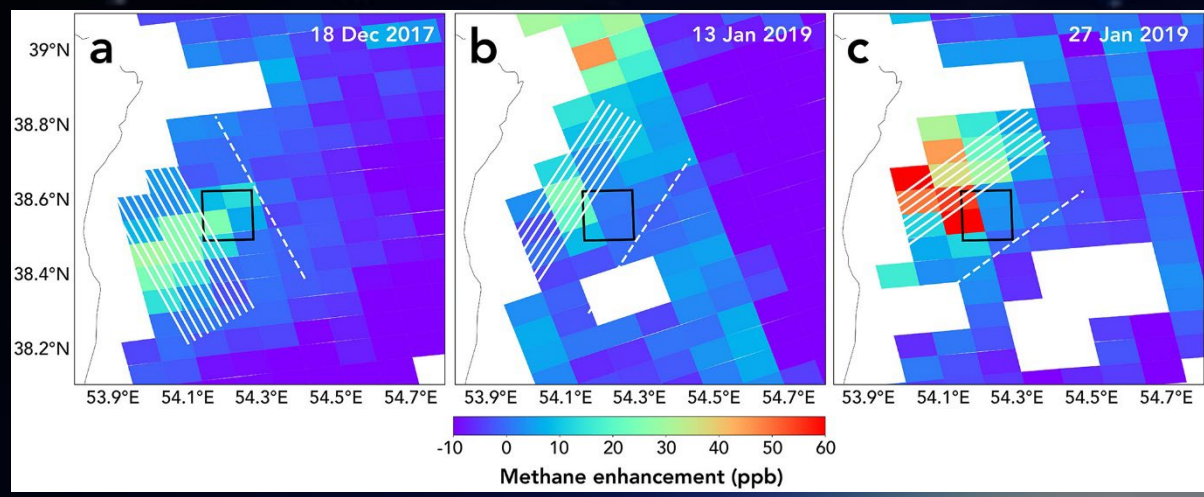 a
18 Dec 2017
b
13 Jan 2019
c
27 Jan 2019
39°N
38.8°N
38.6°N
38.4°N
38.2°N
53.9°E 54.1°E 54.3°E 54.5°E 54.7°E
53.9°E 54.1°E 54.3°E 54.5°E 54.7°E
53.9°E 54.1°E 54.3°E 54.5°E 54.7°E
-10 0 10 20 30 40 50 60
Methane enhancement (ppb)